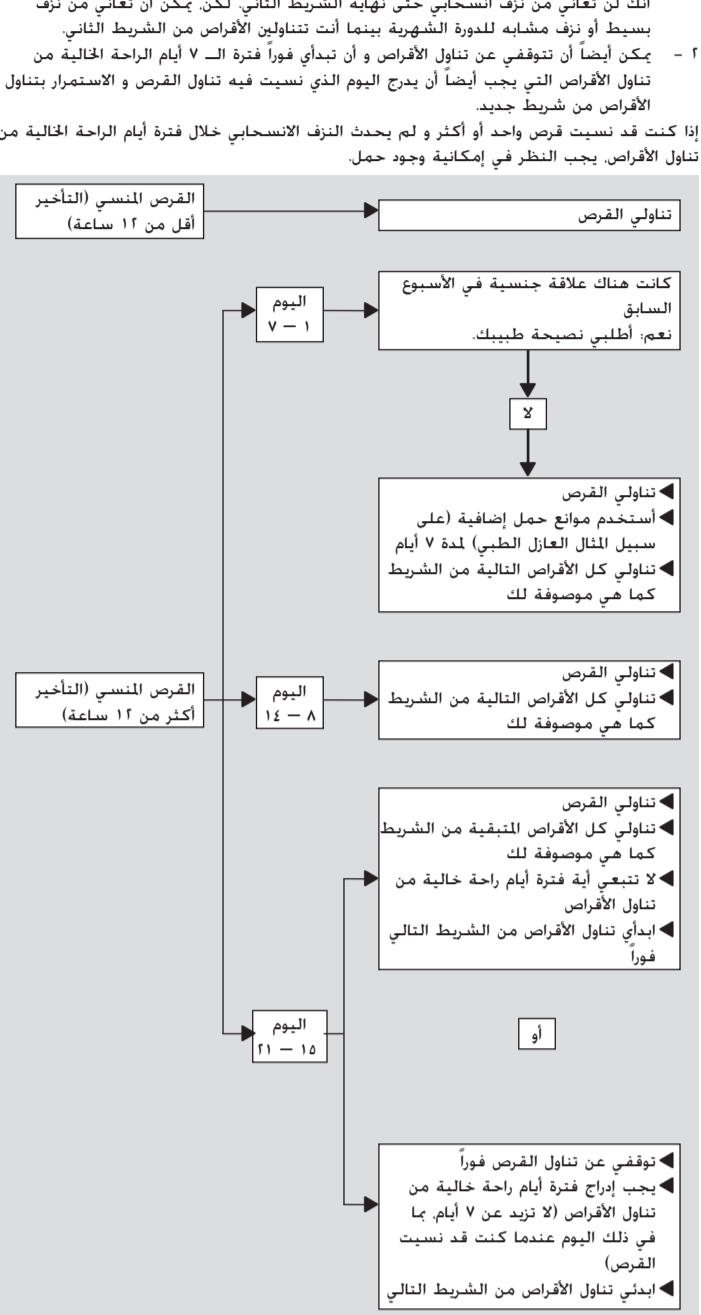 أنك لن تعاني من نزف انسحابي حتى نهاية الشريط الثاني. لكن, يمكن أن تعاني من نزف
بسيط أو نزف مشابه للدورة الشهرية بينما أنت تتناولين الأقراص من الشريط الثاني.
٢ - يمكن أيضاً أن تتوقفي عن تناول الأقراص و أن تبدأي فوراً فترة الـــ ٧ أيام الراحة الخالية من
تناول الأقراص التي يجب أيضاً أن يدرج اليوم الذي نسيت فيه تناول القرص و الاستمرار بتناول
الأقراص من شريط جديد.
إذا كنت قد نسيت قرص واحد أو أكثر و لم يحدث النزف الانسحابي خلال فترة أيام الراحة الخالية من
تناول الأقراص, يجب النظر في إمكانية وجود حمل.
القرص المنسي (التأخير
أقل من ١٢ ساعة)
تناولي القرص
كانت هناك علاقة جنسية في الأسبوع
السابق
نعم: أطلبي نصيحة طبيبك.
اليوم
١ – ٧
لا
◀ تناولي القرص
◀ أستخدم موانع حمل إضافية (على
سبيل المثال العازل الطبي) لمدة ٧ أيام
◀ تناولي كل الأقراص التالية من الشريط
كما هي موصوفة لك
القرص المنسي (التأخير
أكثر من ١٢ ساعة)
اليوم
٨ – ١٤
◀ تناولي القرص
◀ تناولي كل الأقراص التالية من الشريط
كما هي موصوفة لك
◀ تناولي القرص
◀ تناولي كل الأقراص المتبقية من الشريط
كما هي موصوفة لك
◀ لا تتبعي أية فترة أيام راحة خالية من
تناول الأقراص
◀ ابدأي تناول الأقراص من الشريط التالي
فوراً
اليوم
١٥ – ٢١
أو
◀ توقفي عن تناول القرص فوراً
◀ يجب إدراج فترة أيام راحة خالية من
تناول الأقراص (لا تزيد عن ٧ أيام, بما
في ذلك اليوم عندما كنت قد نسيت
القرص)
◀ ابدئي تناول الأقراص من الشريط التالي